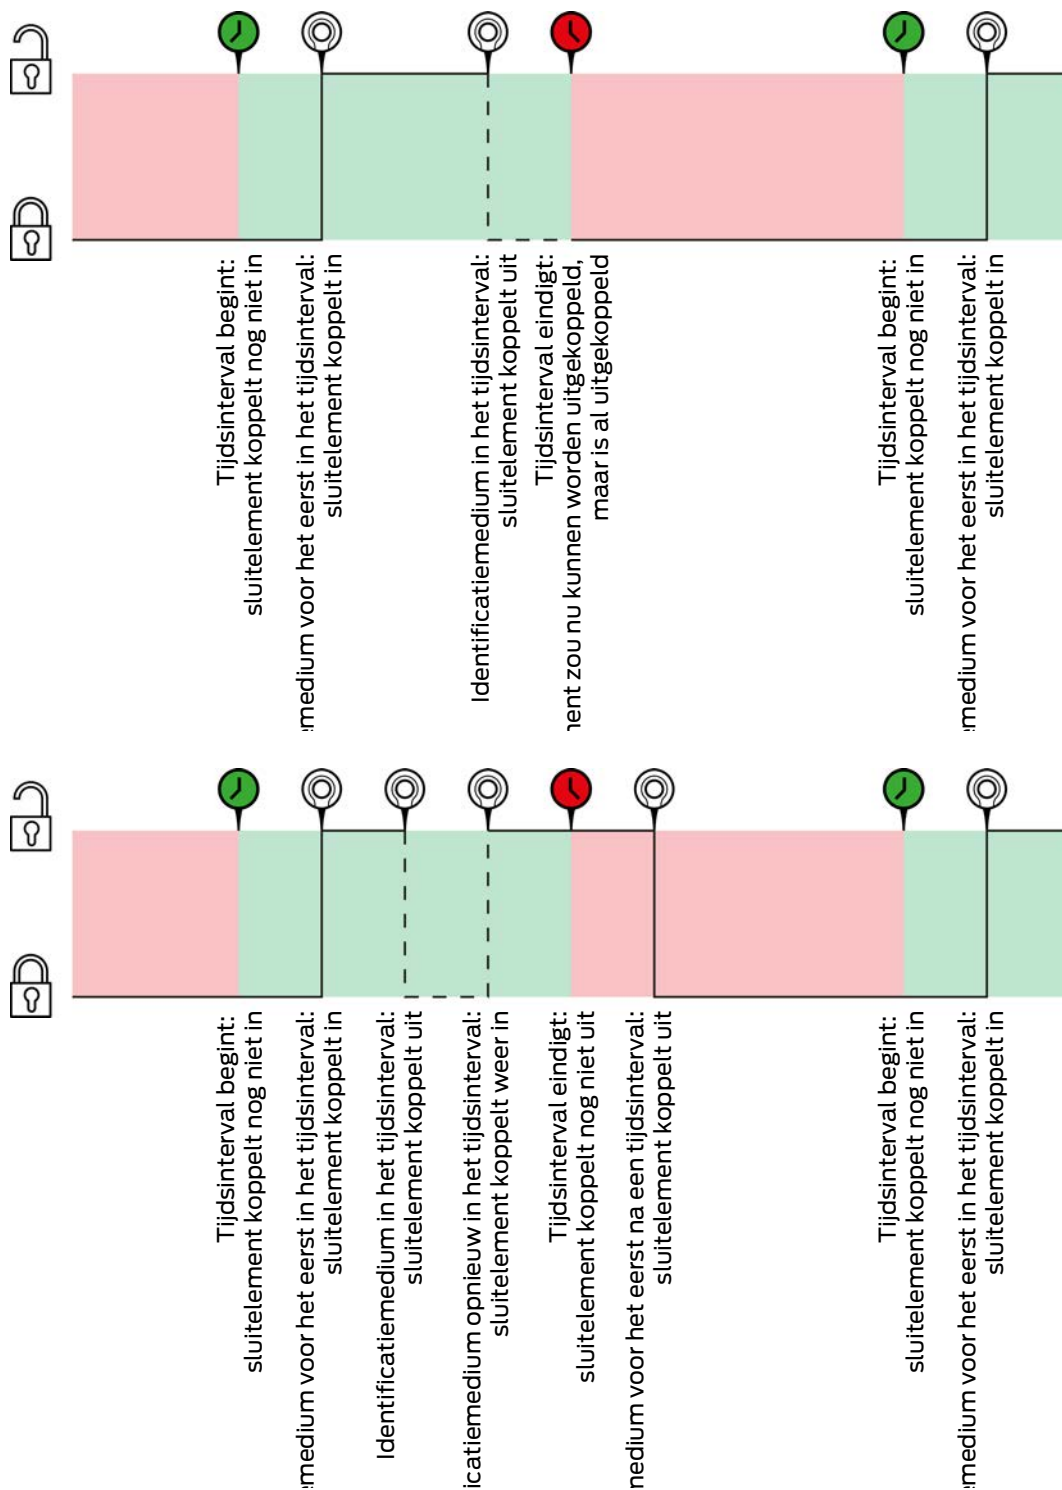 Tijdsinterval begint:
sluitelement koppelt nog niet in
medium voor het eerst in het tijdsinterval:
sluitelement koppelt in
Identificatiemedium in het tijdsinterval:
sluitelement koppelt uit
Tijdsinterval eindigt:
zou nu kunnen worden uitgekoppeld,
maar is al uitgekoppeld
Tijdsinterval begint:
sluitelement koppelt nog niet in
medium voor het eerst in het tijdsinterval:
sluitelement koppelt in
Tijdsinterval begint:
sluitelement koppelt nog niet in
medium voor het eerst in het tijdsinterval:
sluitelement koppelt in
Identificatiemedium in het tijdsinterval:
sluitelement koppelt uit
icatiemedium opnieuw in het tijdsinterval:
sluitelement koppelt weer in
Tijdsinterval eindigt:
sluitelement koppelt nog niet uit
medium voor het eerst na een tijdsinterval:
sluitelement koppelt uit
Tijdsinterval begint:
sluitelement koppelt nog niet in
medium voor het eerst in het tijdsinterval:
sluitelement koppelt in